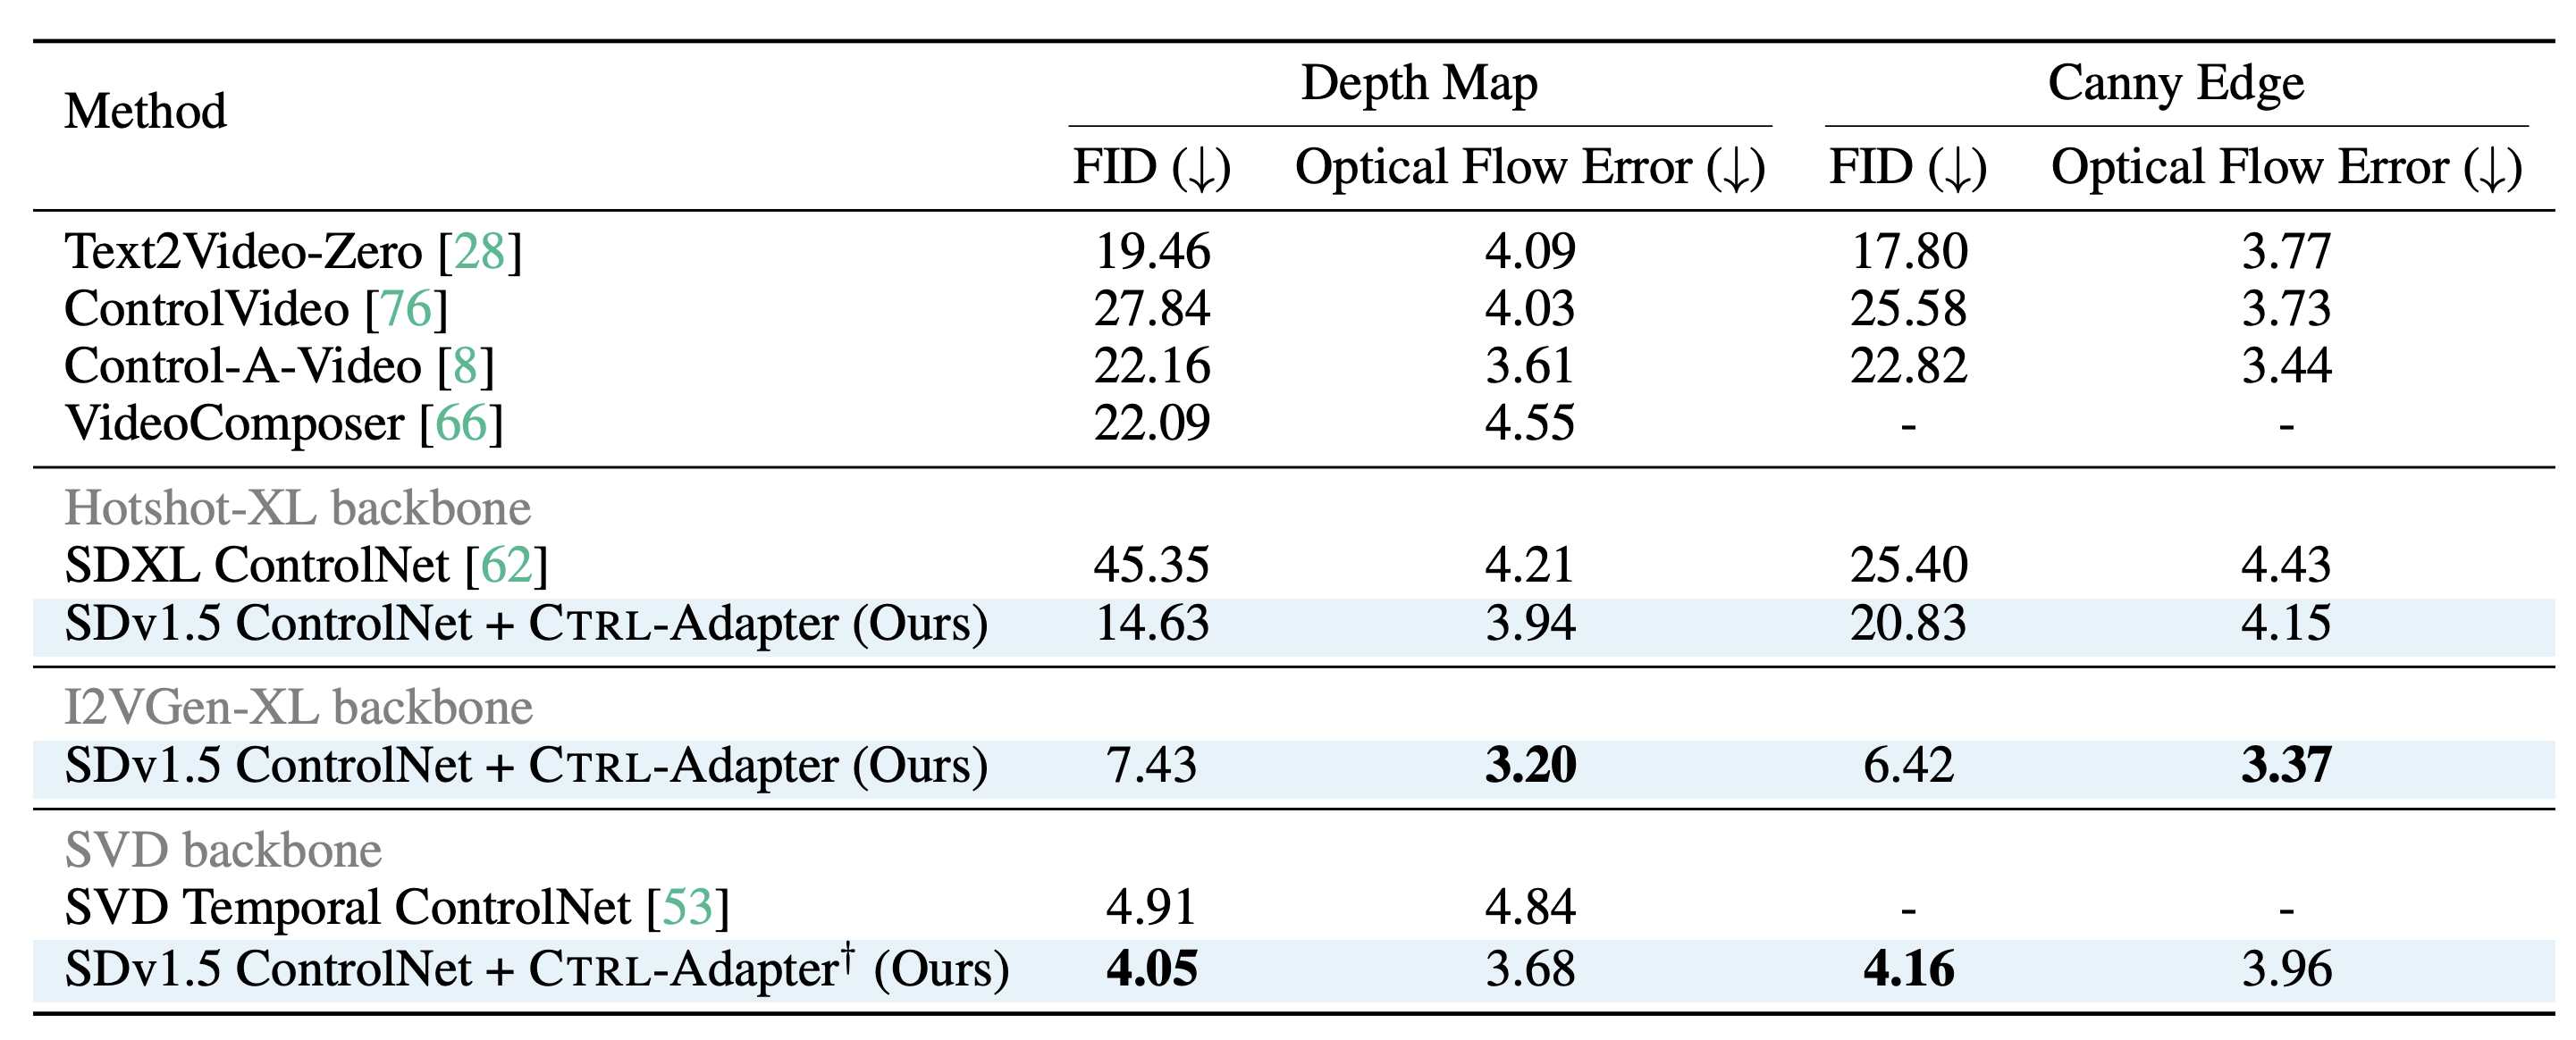 Method Depth Map Canny Edge
FID (↓) Optical Flow Error (↓) FID (↓) Optical Flow Error (↓)
Text2Video-Zero [28] 19.46 4.09 17.80 3.77
ControlVideo [76] 27.84 4.03 25.58 3.73
Control-A-Video [8] 22.16 3.61 22.82 3.44
VideoComposer [66] 22.09 4.55 - -
Hotshot-XL backbone
SDXL ControlNet [62] 45.35 4.21 25.40 4.43
SDv1.5 ControlNet + CTRL-Adapter (Ours) 14.63 3.94 20.83 4.15
I2VGen-XL backbone
SDv1.5 ControlNet + CTRL-Adapter (Ours) 7.43 3.20 6.42 3.37
SVD backbone
SVD Temporal ControlNet [53] 4.91 4.84 - -
SDv1.5 ControlNet + CTRL-Adapter† (Ours) 4.05 3.68 4.16 3.96